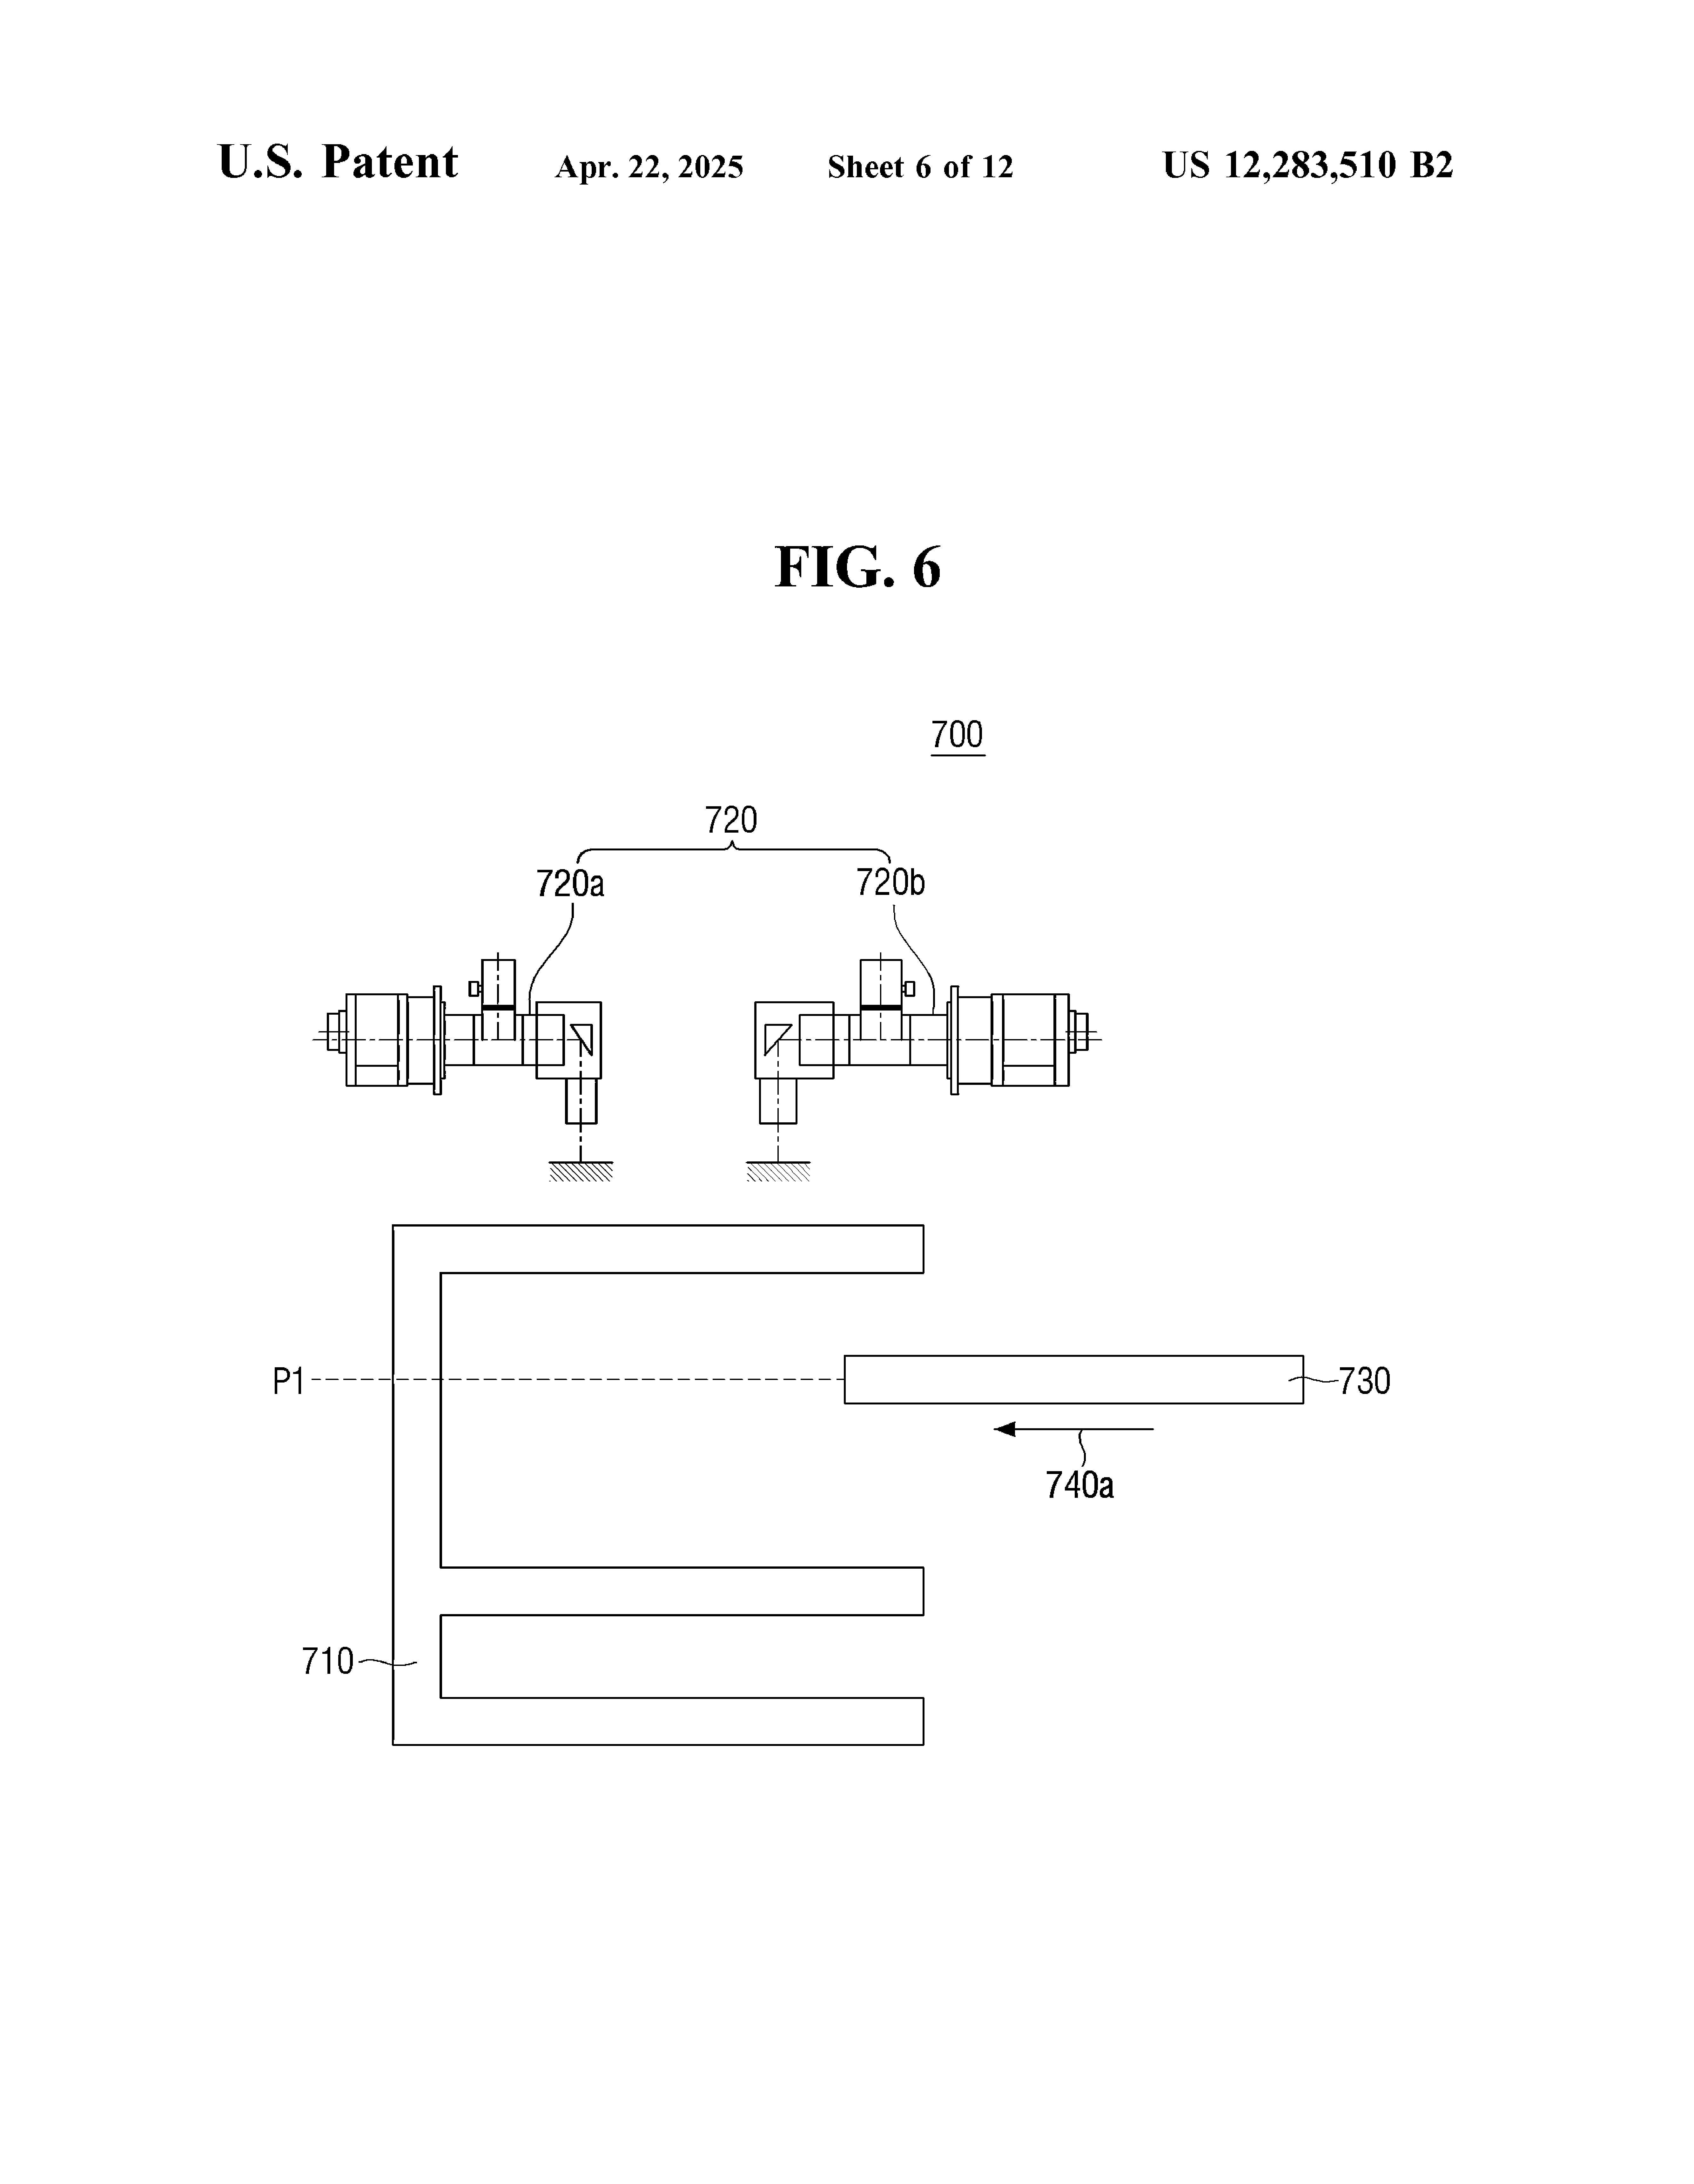 U.S. Patent Apr. 22, 2025 Sheet 6 of 12 US 12,283,510 B2
FIG. 6
700
720
720a 720b
P1 730
740a
710